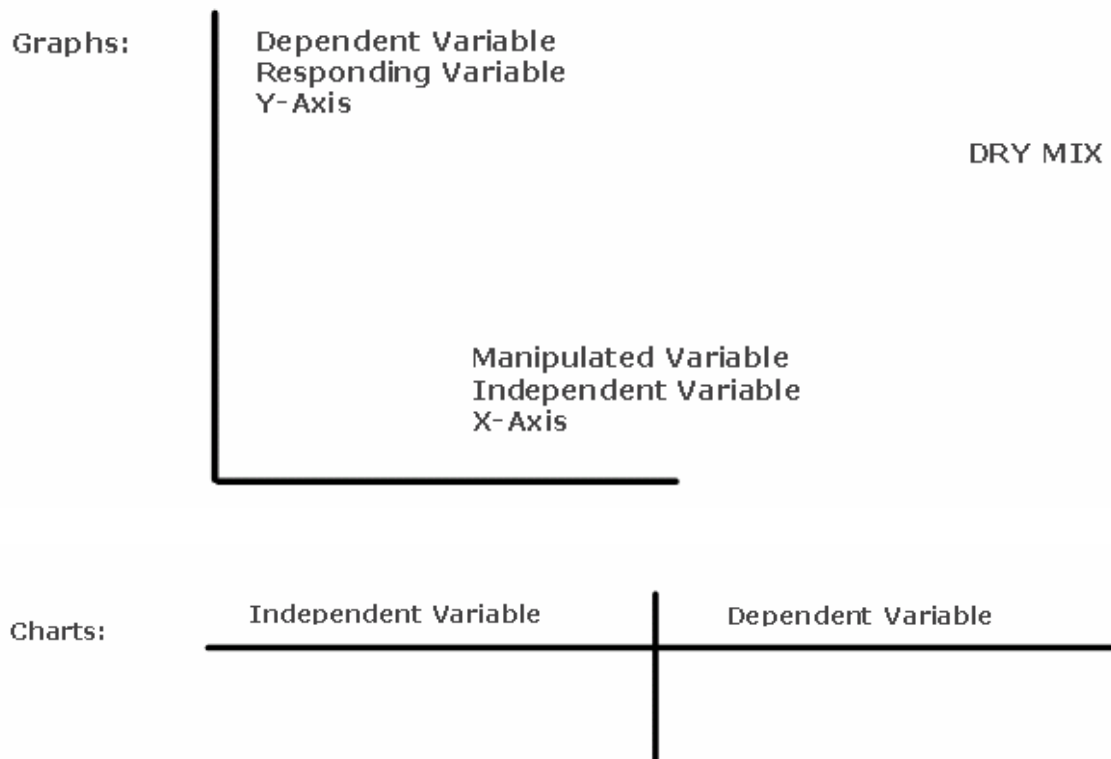 Graphs:
Dependent Variable
Responding Variable
Y-Axis
DRY MIX
Manipulated Variable
Independent Variable
X-Axis
Charts:
Independent Variable
Dependent Variable